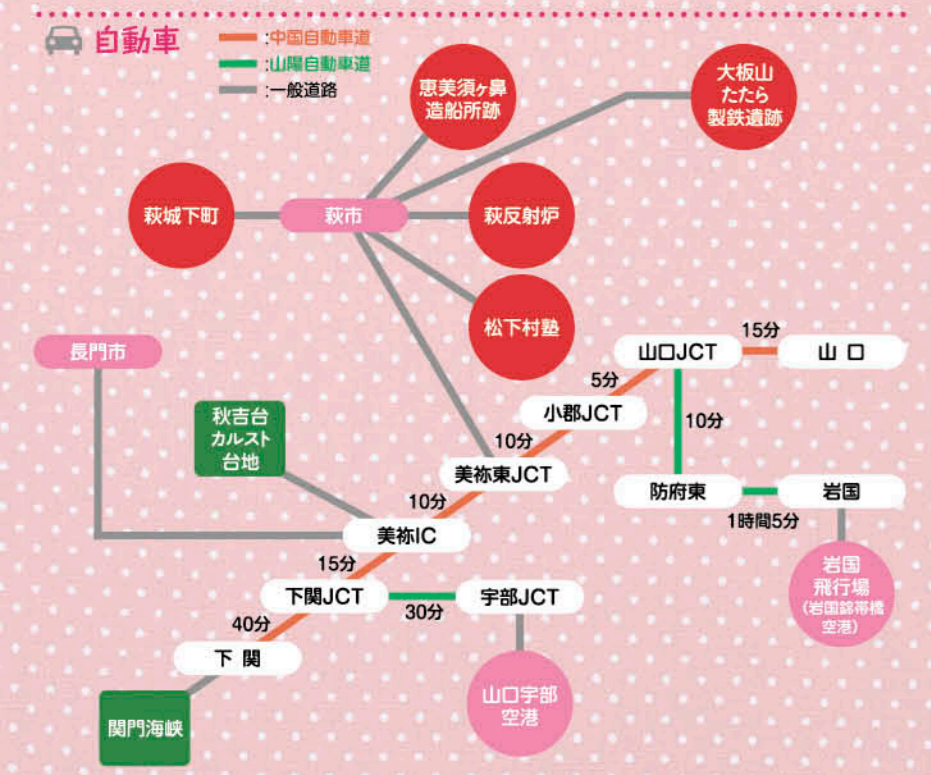 自動車
:中国自動車道
:山陽自動車道
:一般道路
恵美須ヶ鼻
造船所跡
大板山
たたら
製鉄遺跡
萩城下町
萩市
萩反射炉
松下村塾
長門市
山口JCT
15分
山 口
5分
秋吉台
カルスト
台地
小郡JCT
10分
10分
美祢東JCT
10分
防府東
岩国
1時間5分
美祢IC
15分
岩国
飛行場
(岩国錦帯橋
空港)
下関JCT
30分
宇部JCT
40分
下 関
山口宇部
空港
関門海峡